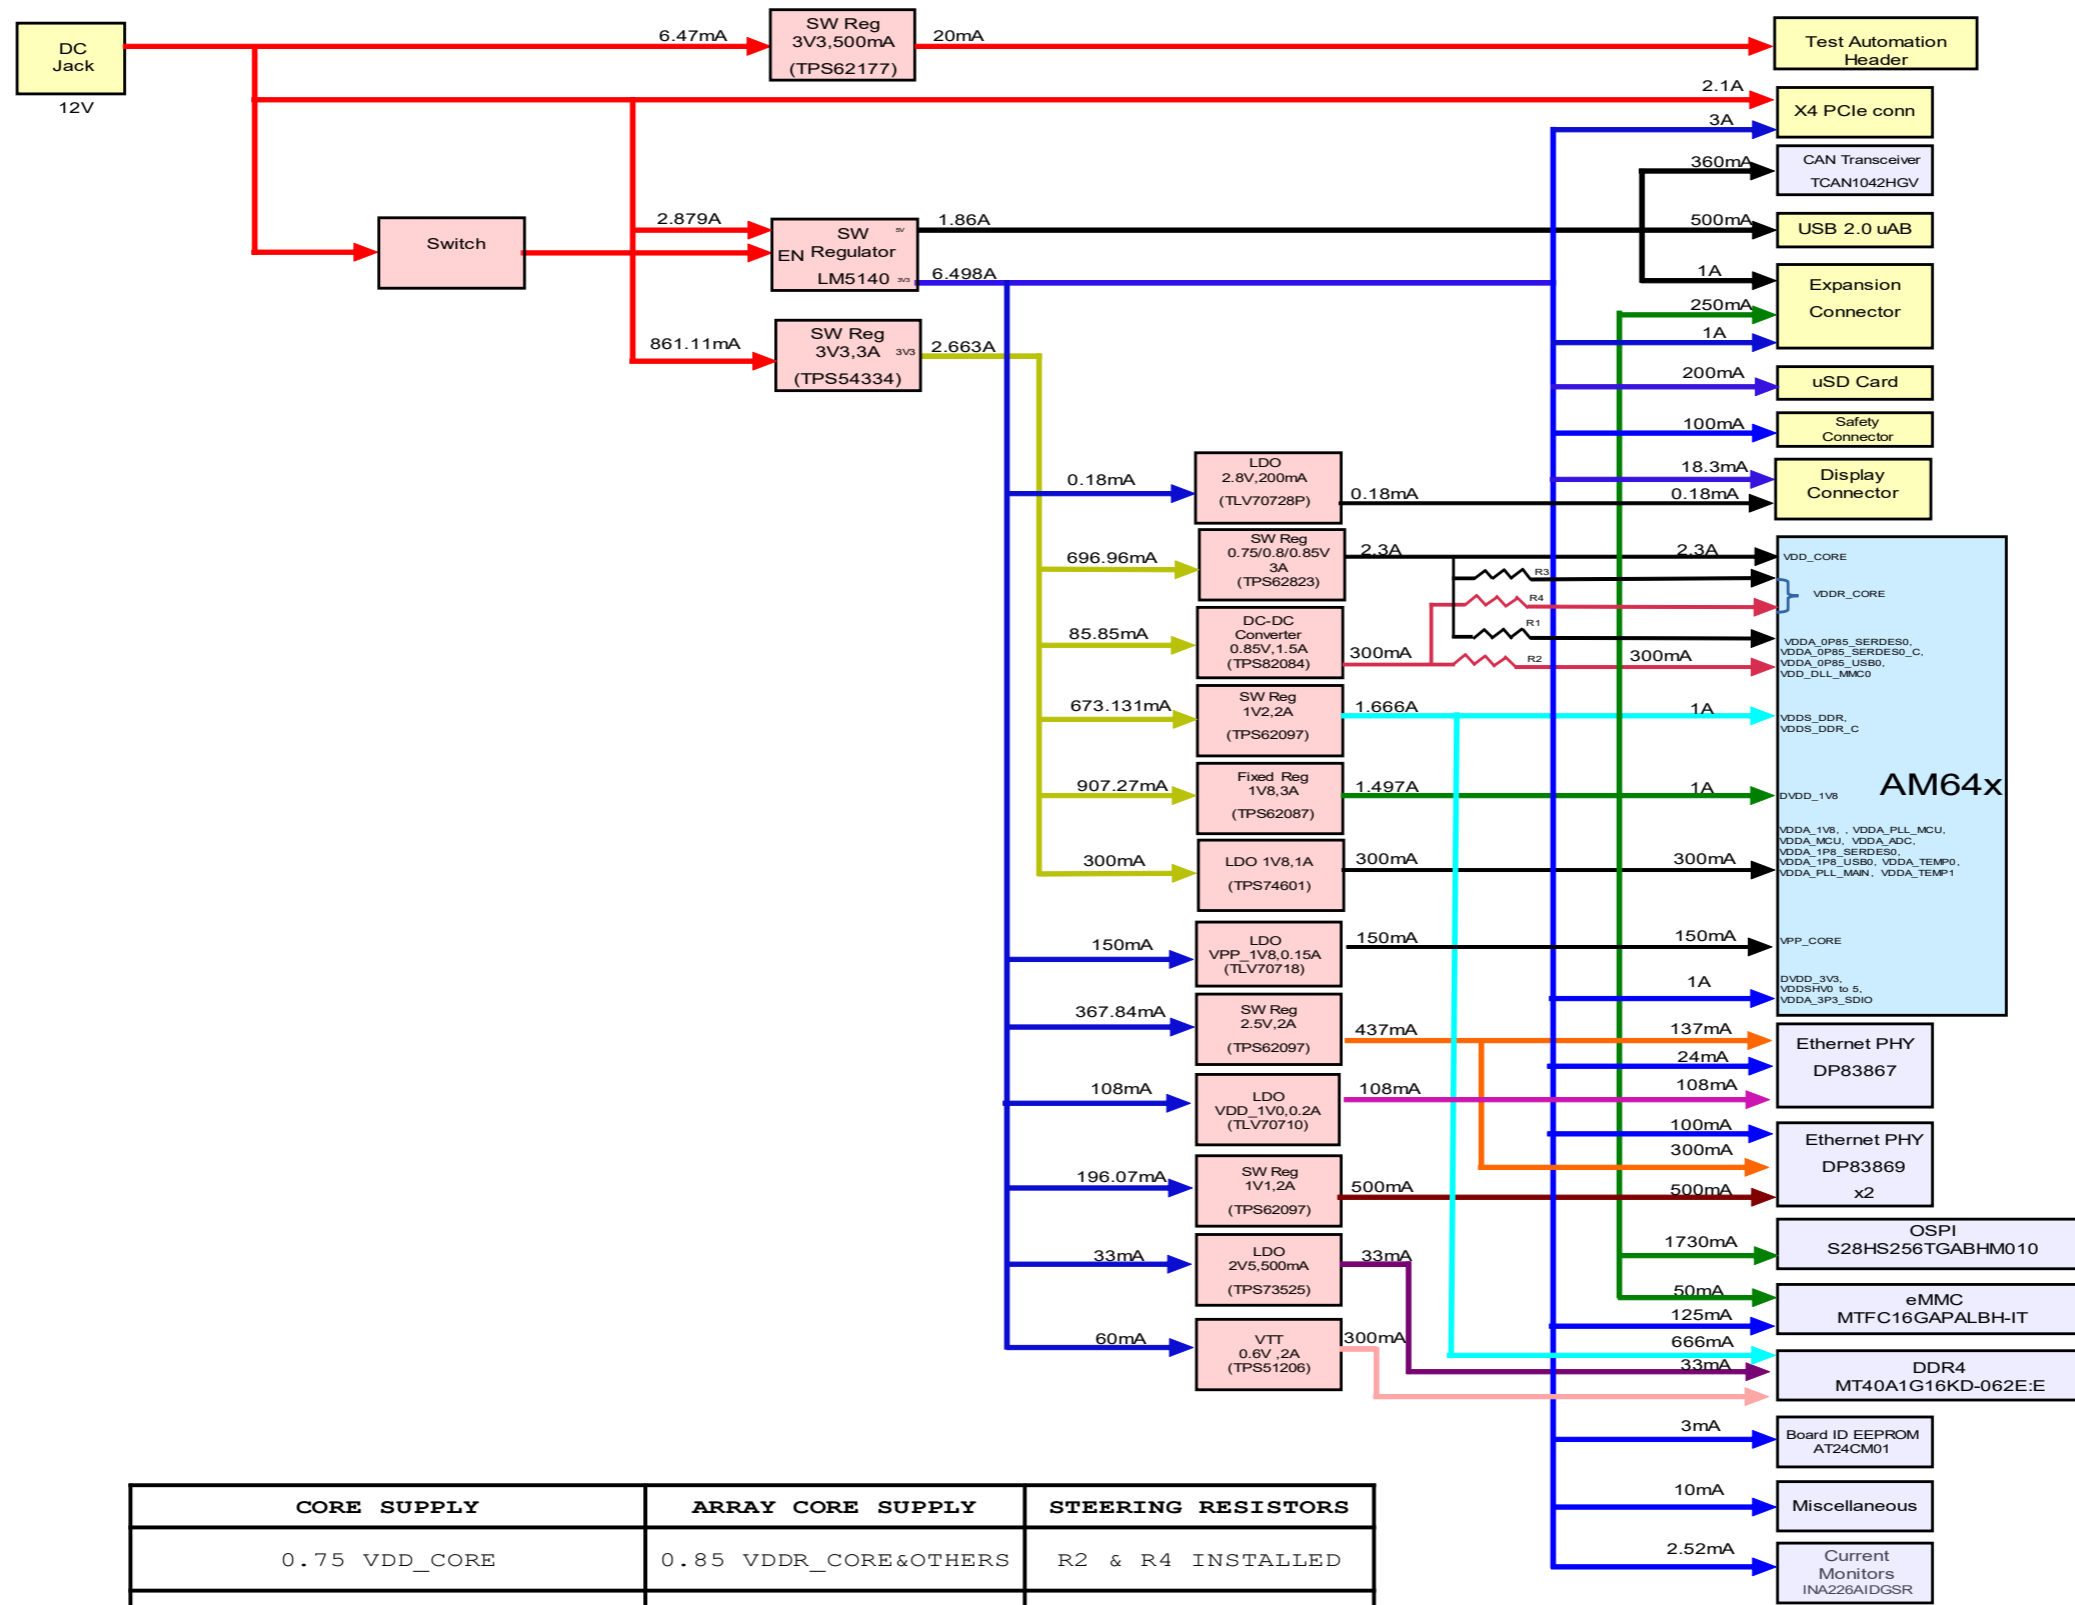 DC
Jack
12V
6.47mA
SW Reg
3V3,500mA
(TPS62177)
20mA
Test Automation
Header
2.1A
X4 PCIe conn
3A
360mA
CAN Transceiver
TCAN1042HGV
Switch
2.879A
SW
Regulator
LM5140
EN
5V
3V3
1.86A
6.498A
500mA
USB 2.0 uAB
1A
250mA
1A
Expansion
Connector
861.11mA
SW Reg
3V3,3A
3V3
(TPS54334)
2.663A
200mA
uSD Card
100mA
Safety
Connector
0.18mA
LDO
2.8V,200mA
(TLV70728P)
0.18mA
18.3mA
0.18mA
Display
Connector
696.96mA
SW Reg
0.75/0.8/0.85V
3A
(TPS62823)
2.3A
2.3A
VDD_CORE
R3
R4
VDDR_CORE
R1
R2
85.85mA
DC-DC
Converter
0.85V,1.5A
(TPS82084)
300mA
300mA
VDDA_0P85_SERDES0,
VDDA_0P85_SERDES0_C,
VDDA_0P85_USB0,
VDD_DLL_MMC0
673.131mA
SW Reg
1V2,2A
(TPS62097)
1.666A
1A
VDDS_DDR,
VDDS_DDR_C
AM64x
907.27mA
Fixed Reg
1V8,3A
(TPS62087)
1.497A
1A
DVDD_1V8
300mA
LDO 1V8,1A
(TPS74601)
300mA
300mA
VDDA_1V8, , VDDA_PLL_MCU,
VDDA_MCU, VDDA_ADC,
VDDA_1P8_SERDES0,
VDDA_1P8_USB0, VDDA_TEMP0,
VDDA_PLL_MAIN, VDDA_TEMP1
150mA
LDO
VPP_1V8,0.15A
(TLV70718)
150mA
150mA
VPP_CORE
1A
DVDD_3V3,
VDDSHV0 to 5,
VDDA_3P3_SDIO
367.84mA
SW Reg
2.5V,2A
(TPS62097)
437mA
137mA
24mA
108mA
Ethernet PHY
DP83867
108mA
LDO
VDD_1V0,0.2A
(TLV70710)
108mA
100mA
300mA
500mA
Ethernet PHY
DP83869
x2
196.07mA
SW Reg
1V1,2A
(TPS62097)
500mA
1730mA
OSPI
S28HS256TGABHM010
33mA
LDO
2V5,500mA
(TPS73525)
33mA
50mA
125mA
eMMC
MTFC16GAPALBH-IT
60mA
VTT
0.6V ,2A
(TPS51206)
300mA
666mA
33mA
DDR4
MT40A1G16KD-062E:E
3mA
Board ID EEPROM
AT24CM01
10mA
Miscellaneous
2.52mA
Current
Monitors
INA226AIDGSR
CORE SUPPLY
ARRAY CORE SUPPLY
STEERING RESISTORS
0.75 VDD_CORE
0.85 VDDR_CORE&OTHERS
R2 & R4 INSTALLED